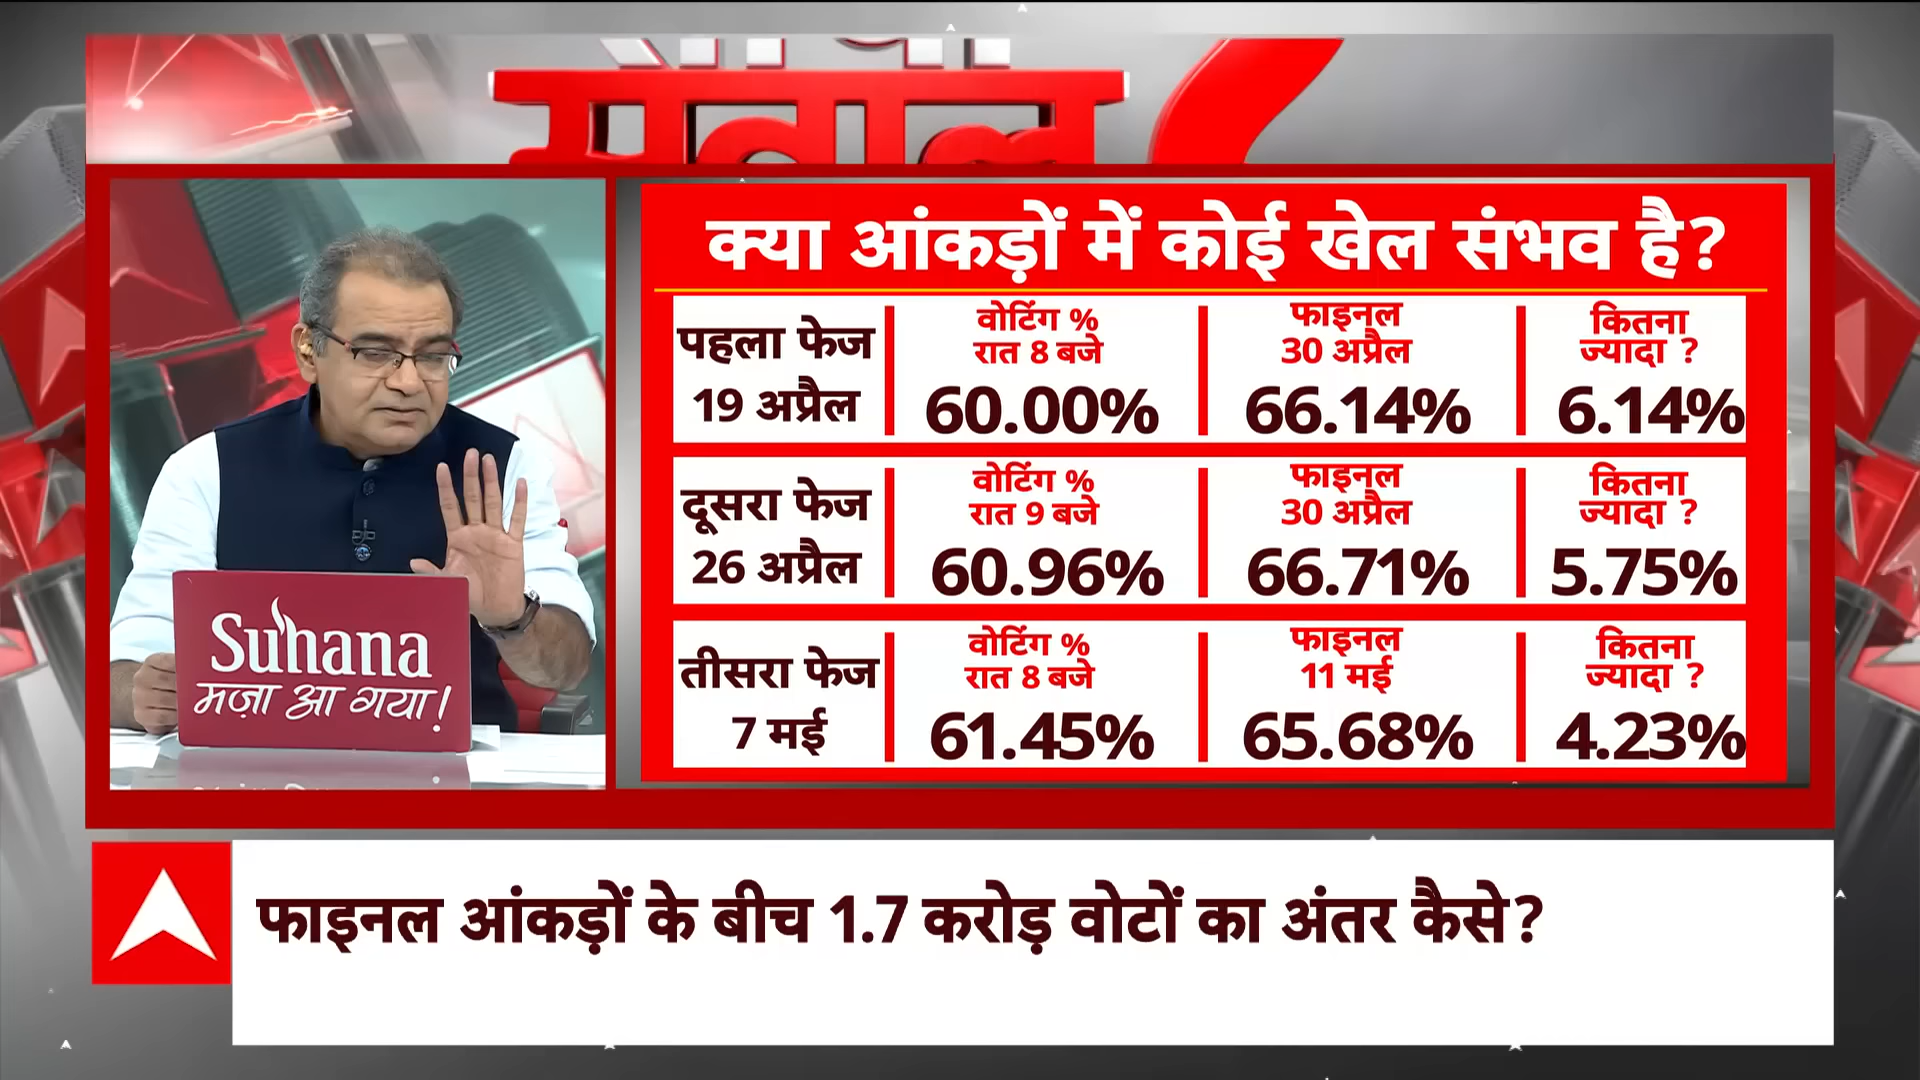 सवाल
क्या आंकड़ों में कोई खेल संभव है?
पहला फेज
19 अप्रैल
वोटिंग %
रात 8 बजे
60.00%
फाइनल
30 अप्रैल
66.14%
कितना
ज्यादा ?
6.14%
दूसरा फेज
26 अप्रैल
वोटिंग %
रात 9 बजे
60.96%
फाइनल
30 अप्रैल
66.71%
कितना
ज्यादा ?
5.75%
तीसरा फेज
7 मई
वोटिंग %
रात 8 बजे
61.45%
फाइनल
11 मई
65.68%
कितना
ज्यादा ?
4.23%
Suhana
मज़ा आ गया!
फाइनल आंकड़ों के बीच 1.7 करोड़ वोटों का अंतर कैसे?